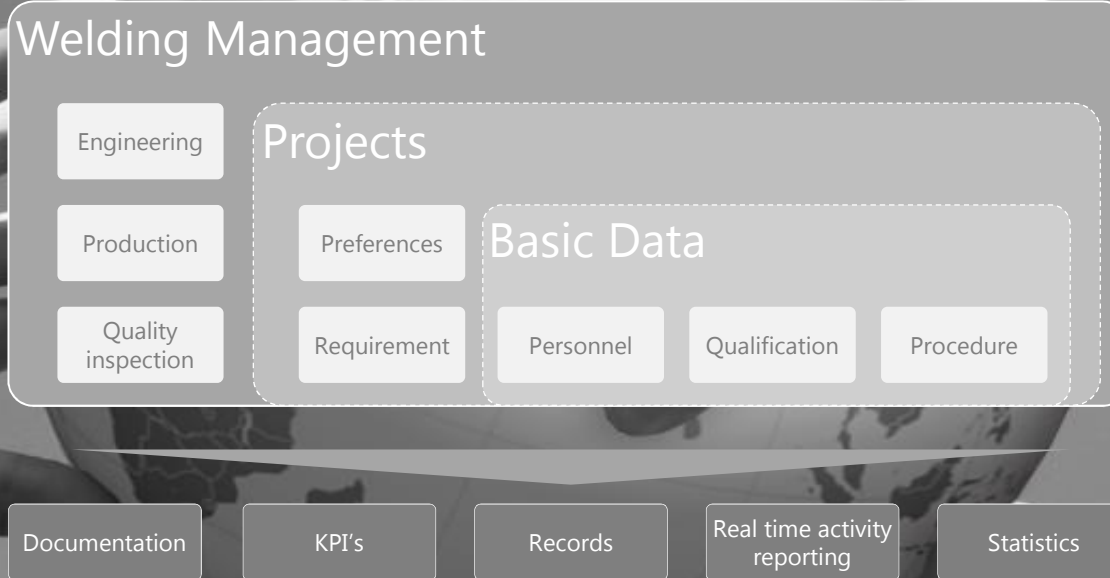 Welding Management
Engineering
Projects
Production
Preferences
Basic Data
Quality
inspection
Requirement
Personnel
Qualification
Procedure
Documentation
KPI's
Records
Real time activity
reporting
Statistics